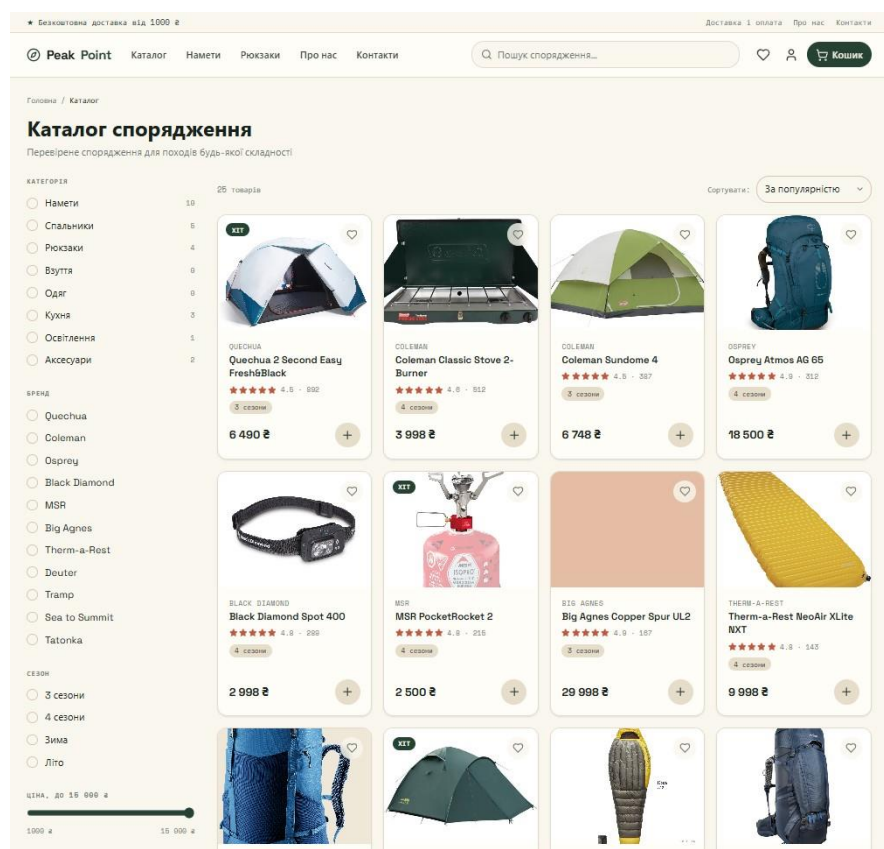 ★ Безкоштовна доставка від 1000 ₴
Доставка і оплата Про нас Контакти
Peak Point
Каталог Намети Рюкзаки Про нас Контакти
Пошук спорядження...
Кошик
Головна / Каталог
Каталог спорядження
Перевірене спорядження для походів будь-якої складності
КАТЕГОРІЯ
Намети 10
Спальники 5
Рюкзаки 4
Взуття 0
Одяг 0
Кухня 3
Освітлення 1
Аксесуари 2
БРЕНД
Quechua
Coleman
Osprey
Black Diamond
MSR
Big Agnes
Therm-a-Rest
Deuter
Tramp
Sea to Summit
Tatonka
СЕЗОН
3 сезони
4 сезони
Зима
Літо
ЦІНА, ДО 15 000 ₴
1000 ₴ 15 000 ₴
25 товарів
Сортувати: За популярністю
ХІТ
QUECHUA
Quechua 2 Second Easy
Fresh&Black
4.5
3 сезони
6 490 ₴
COLEMAN
Coleman Classic Stove 2-
Burner
4.6 · 512
4 сезони
3 998 ₴
COLEMAN
Coleman Sundome 4
4.5 · 387
3 сезони
6 748 ₴
OSPREY
Osprey Atmos AG 65
4.9 · 312
4 сезони
18 500 ₴
BLACK DIAMOND
Black Diamond Spot 400
4 сезони
2 998 ₴
ХІТ
MSR
MSR PocketRocket 2
4.8 · 215
4 сезони
2 500 ₴
BIG AGNES
Big Agnes Copper Spur UL2
4.9 · 187
3 сезони
29 998 ₴
THERM-A-REST
Therm-a-Rest NeoAir XLite
NXT
4.8 · 143
4 сезони
9 998 ₴
ХІТ